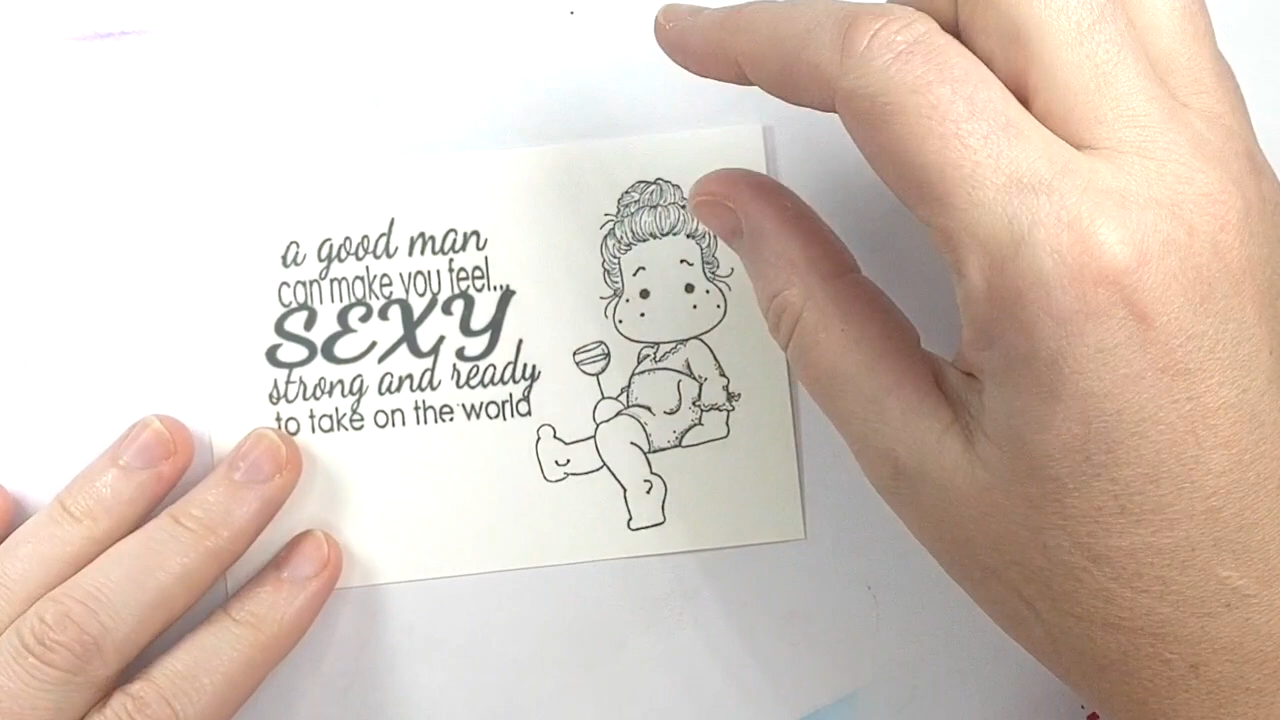 a good man
can make you feel...
SEXY
strong and ready
to take on the world